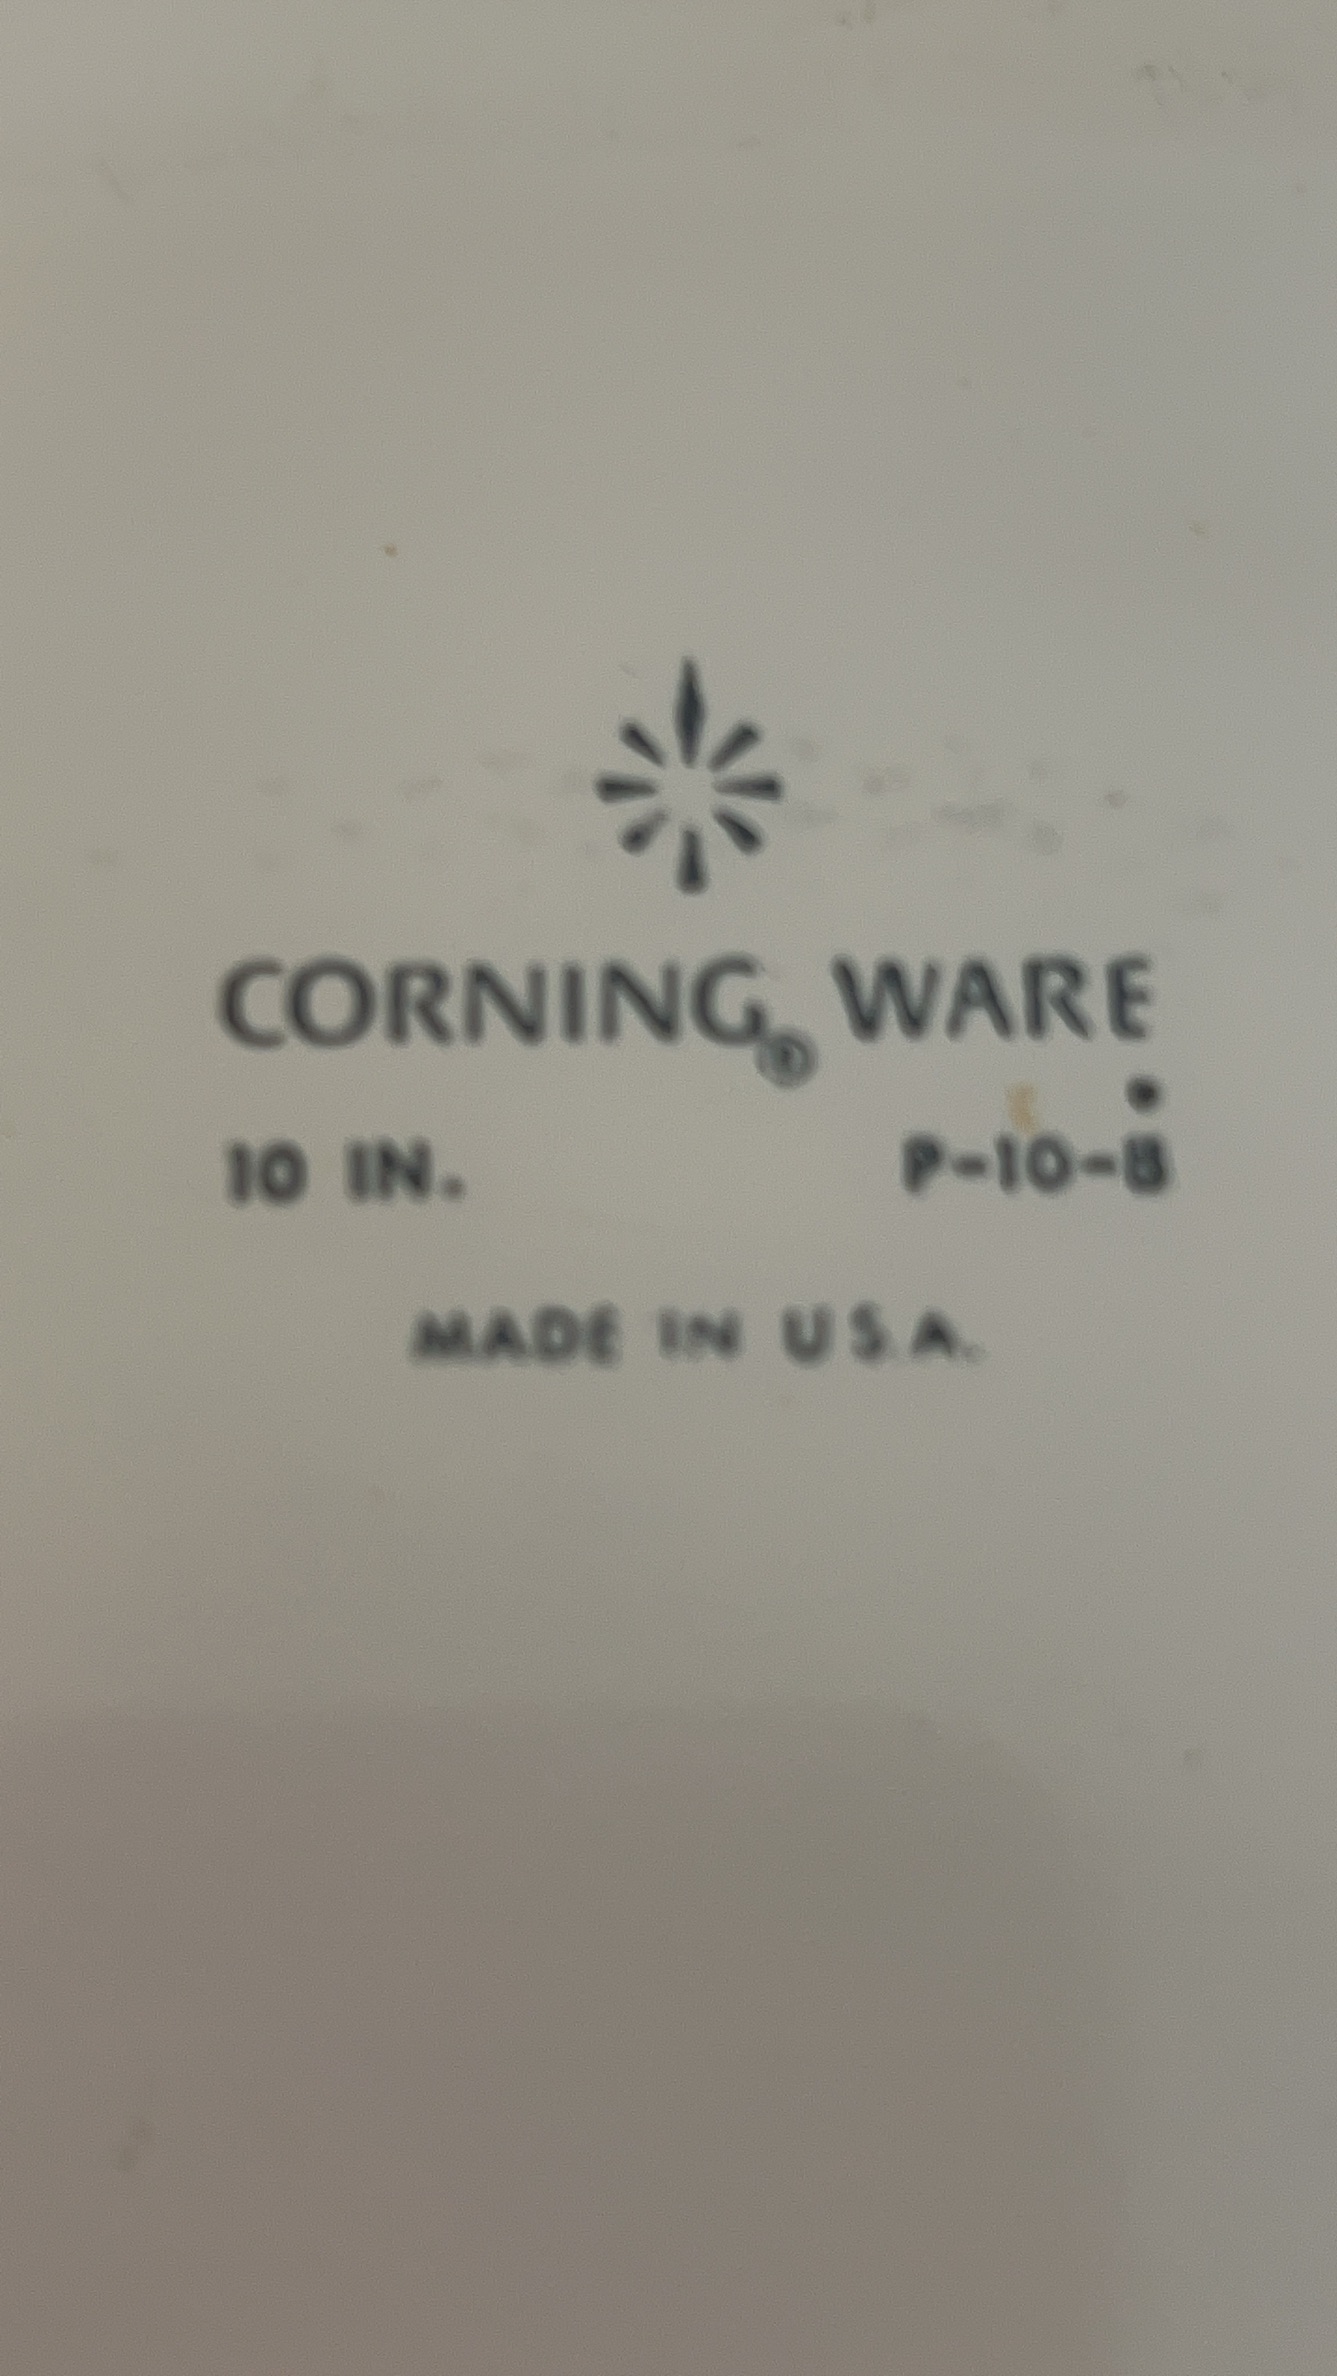 CORNING® WARE
10 IN. P-10-B
MADE IN U.S.A.